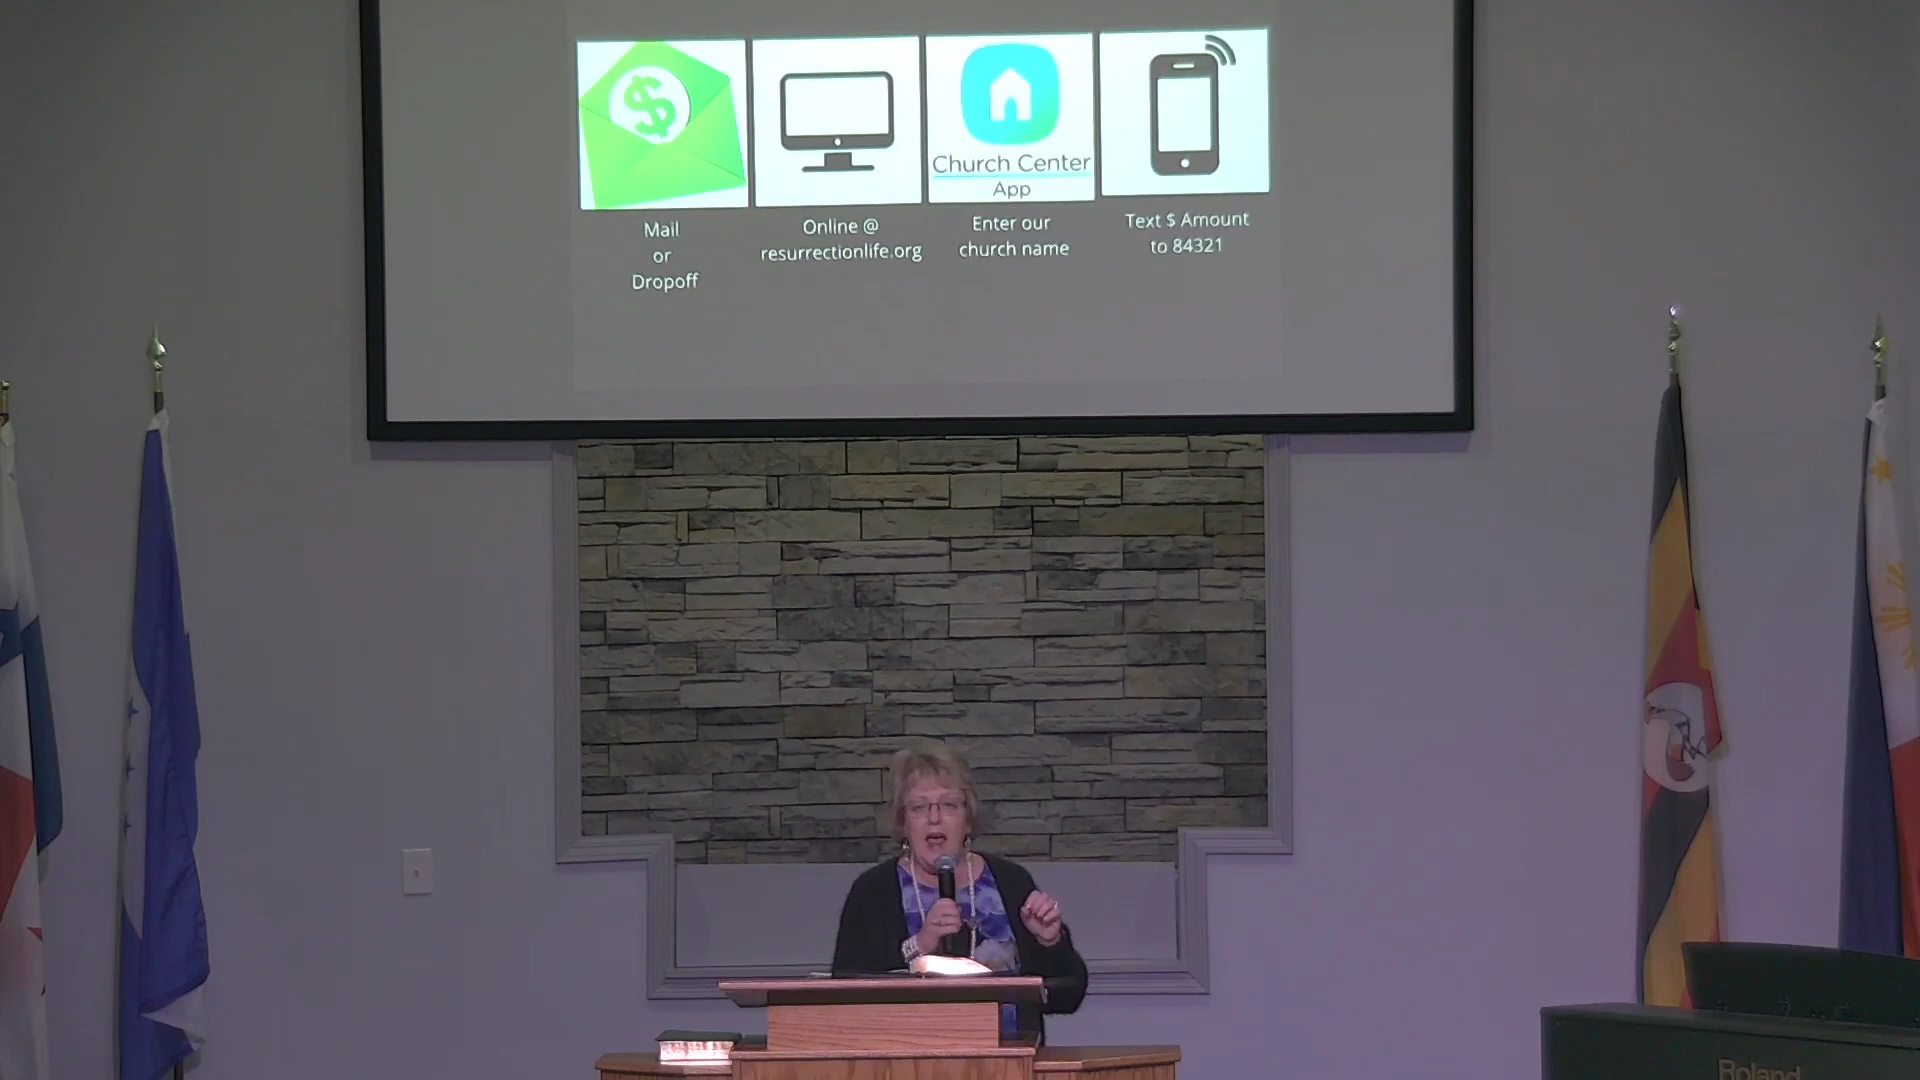 $
Church Center
App
Mail
or
Dropoff
Online @
resurrectionlife.org
Enter our
church name
Text $ Amount
to 84321
Roland